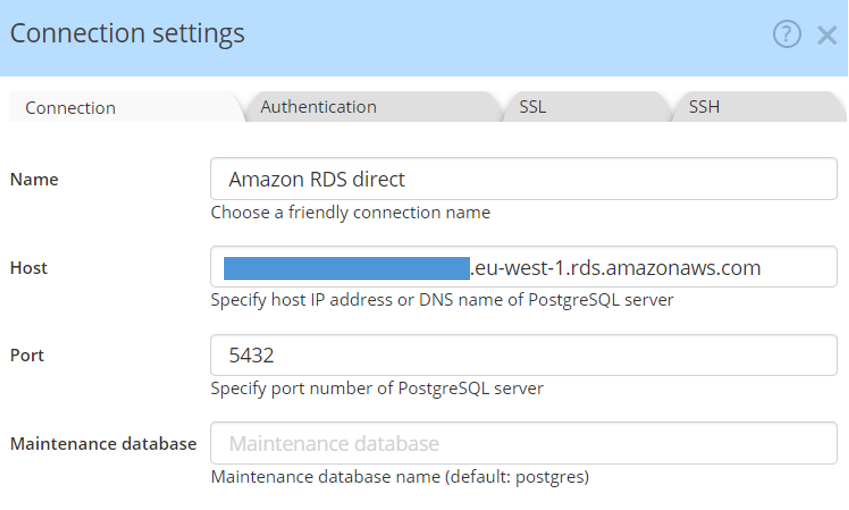 Connection settings
?
Connection Authentication SSL SSH
Name Amazon RDS direct
Choose a friendly connection name
Host .eu-west-1.rds.amazonaws.com
Specify host IP address or DNS name of PostgreSQL server
Port 5432
Specify port number of PostgreSQL server
Maintenance database Maintenance database
Maintenance database name (default: postgres)